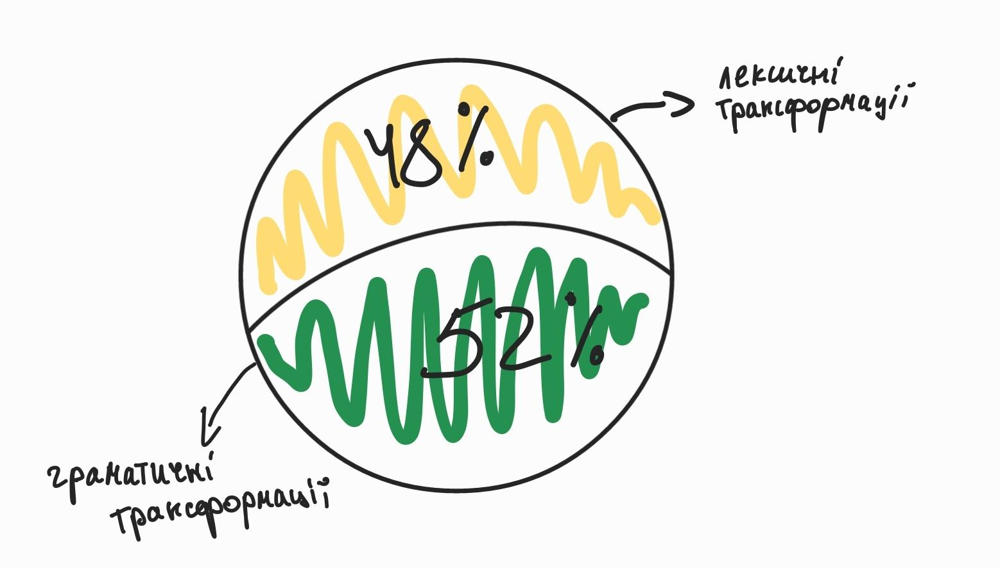 лексичні
трансформації
48%
52%
граматичні
трансформації